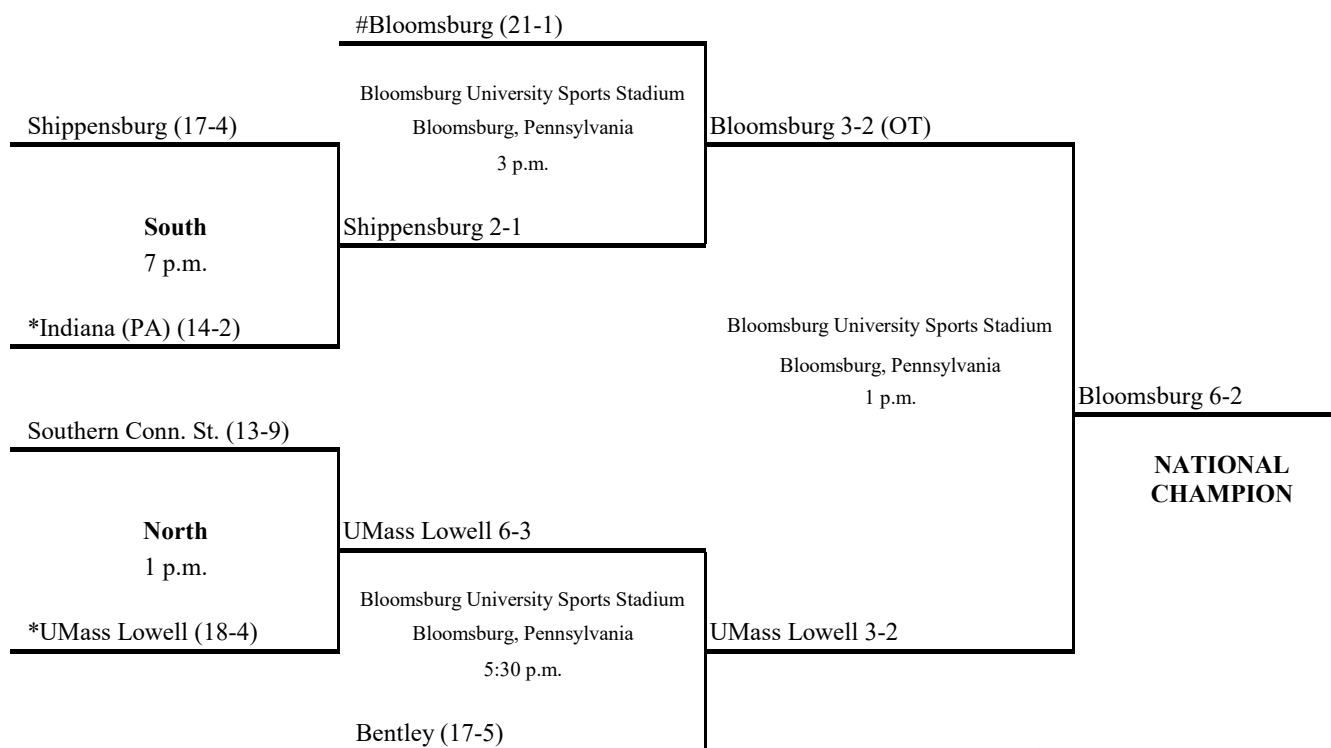 #Bloomsburg (21-1)
Bloomsburg University Sports Stadium
Bloomsburg, Pennsylvania
3 p.m.
Shippensburg (17-4)
Bloomsburg 3-2 (OT)
South
7 p.m.
Shippensburg 2-1
*Indiana (PA) (14-2)
Bloomsburg University Sports Stadium
Bloomsburg, Pennsylvania
1 p.m.
Bloomsburg 6-2
NATIONAL
CHAMPION
Southern Conn. St. (13-9)
North
1 p.m.
UMass Lowell 6-3
*UMass Lowell (18-4)
Bloomsburg University Sports Stadium
Bloomsburg, Pennsylvania
5:30 p.m.
UMass Lowell 3-2
Bentley (17-5)